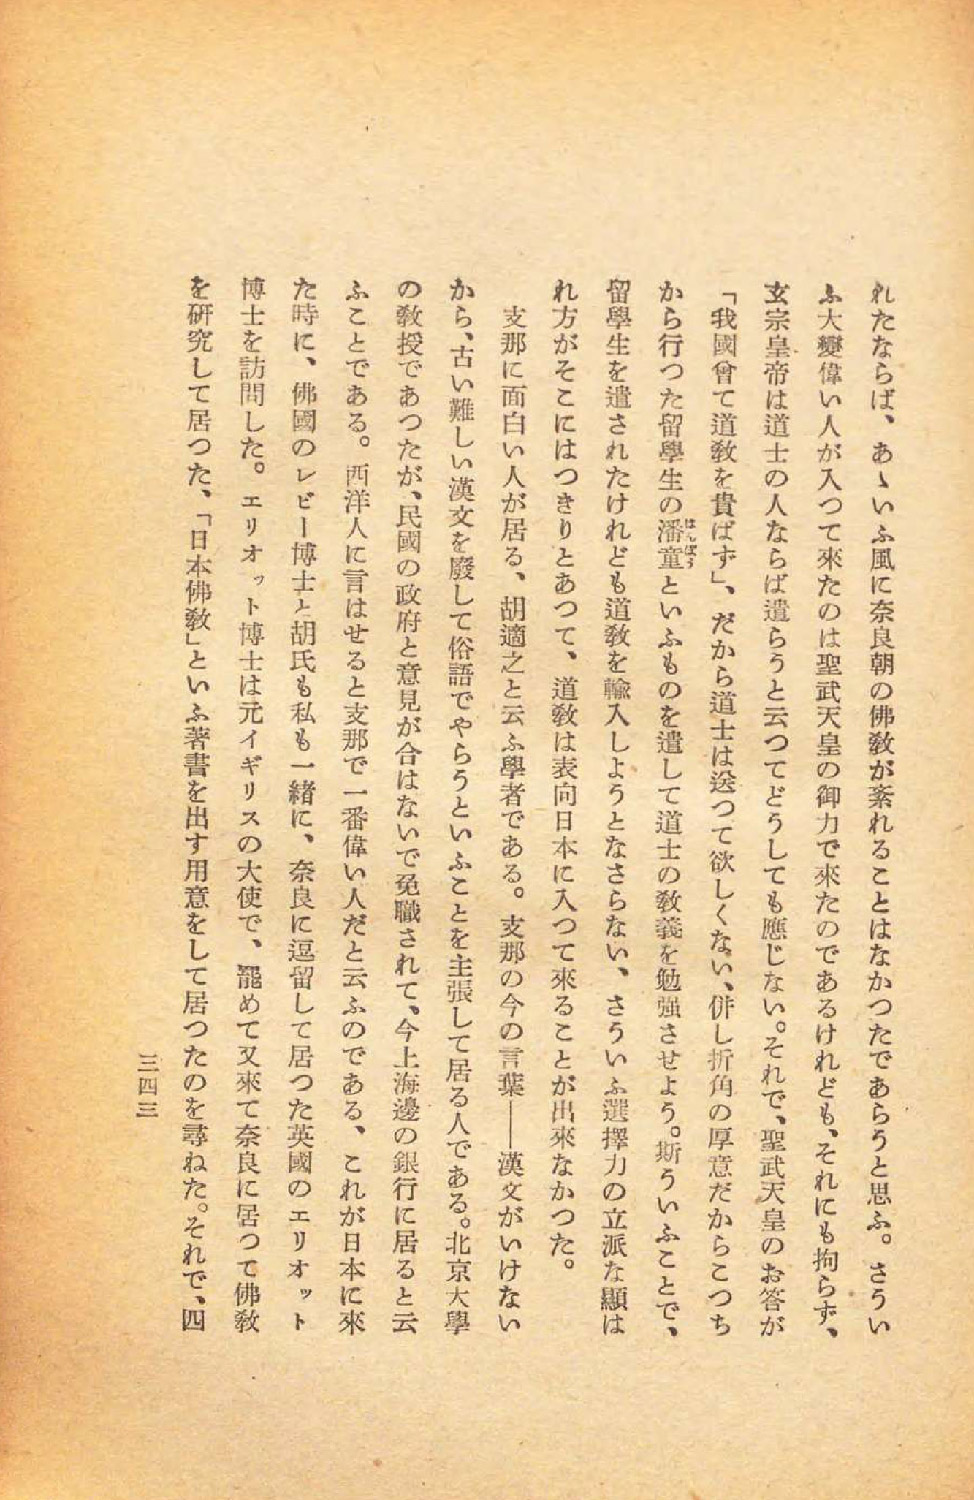 れたならば、あゝいふ風に奈良朝の佛敎が紊れることはなかつたであらうと思ふ。さうい
ふ大變偉い人が入つて來たのは聖武天皇の御力で來たのであるけれども、それにも拘らず、
玄宗皇帝は道士の人ならば遣らうと云つてどうしても應じない。それで、聖武天皇のお答が
「我國曾て道敎を貴ばず」、だから道士は送つて欲しくない、倂し折角の厚意だからこつち
から行つた留學生の潘童といふものを遣して道士の敎義を勉强させよう。斯ういふことで、
留學生を遣されたけれども道敎を輸入しようとなさらない、さういふ選擇力の立派な顯は
れ方がそこにはつきりとあつて、道敎は表向日本に入つて來ることが出來なかつた。
支那に面白い人が居る、胡適之と云ふ學者である。支那の今の言葉――漢文がいけない
から、古い難しい漢文を廢して俗語でやらうといふことを主張して居る人である。北京大學
の敎授であつたが、民國の政府と意見が合はないで免職されて、今上海邊の銀行に居ると云
ふことである。西洋人に言はせると支那で一番偉い人だと云ふのである、これが日本に來
た時に、佛國のレビー博士と胡氏も私も一緖に、奈良に逗留して居つた英國のエリオット
博士を訪問した。エリオット博士は元イギリスの大使で、罷めて又來て奈良に居つて佛敎
を硏究して居つた、「日本佛敎」といふ著書を出す用意をして居つたのを尋ねた。それで、四
三四三